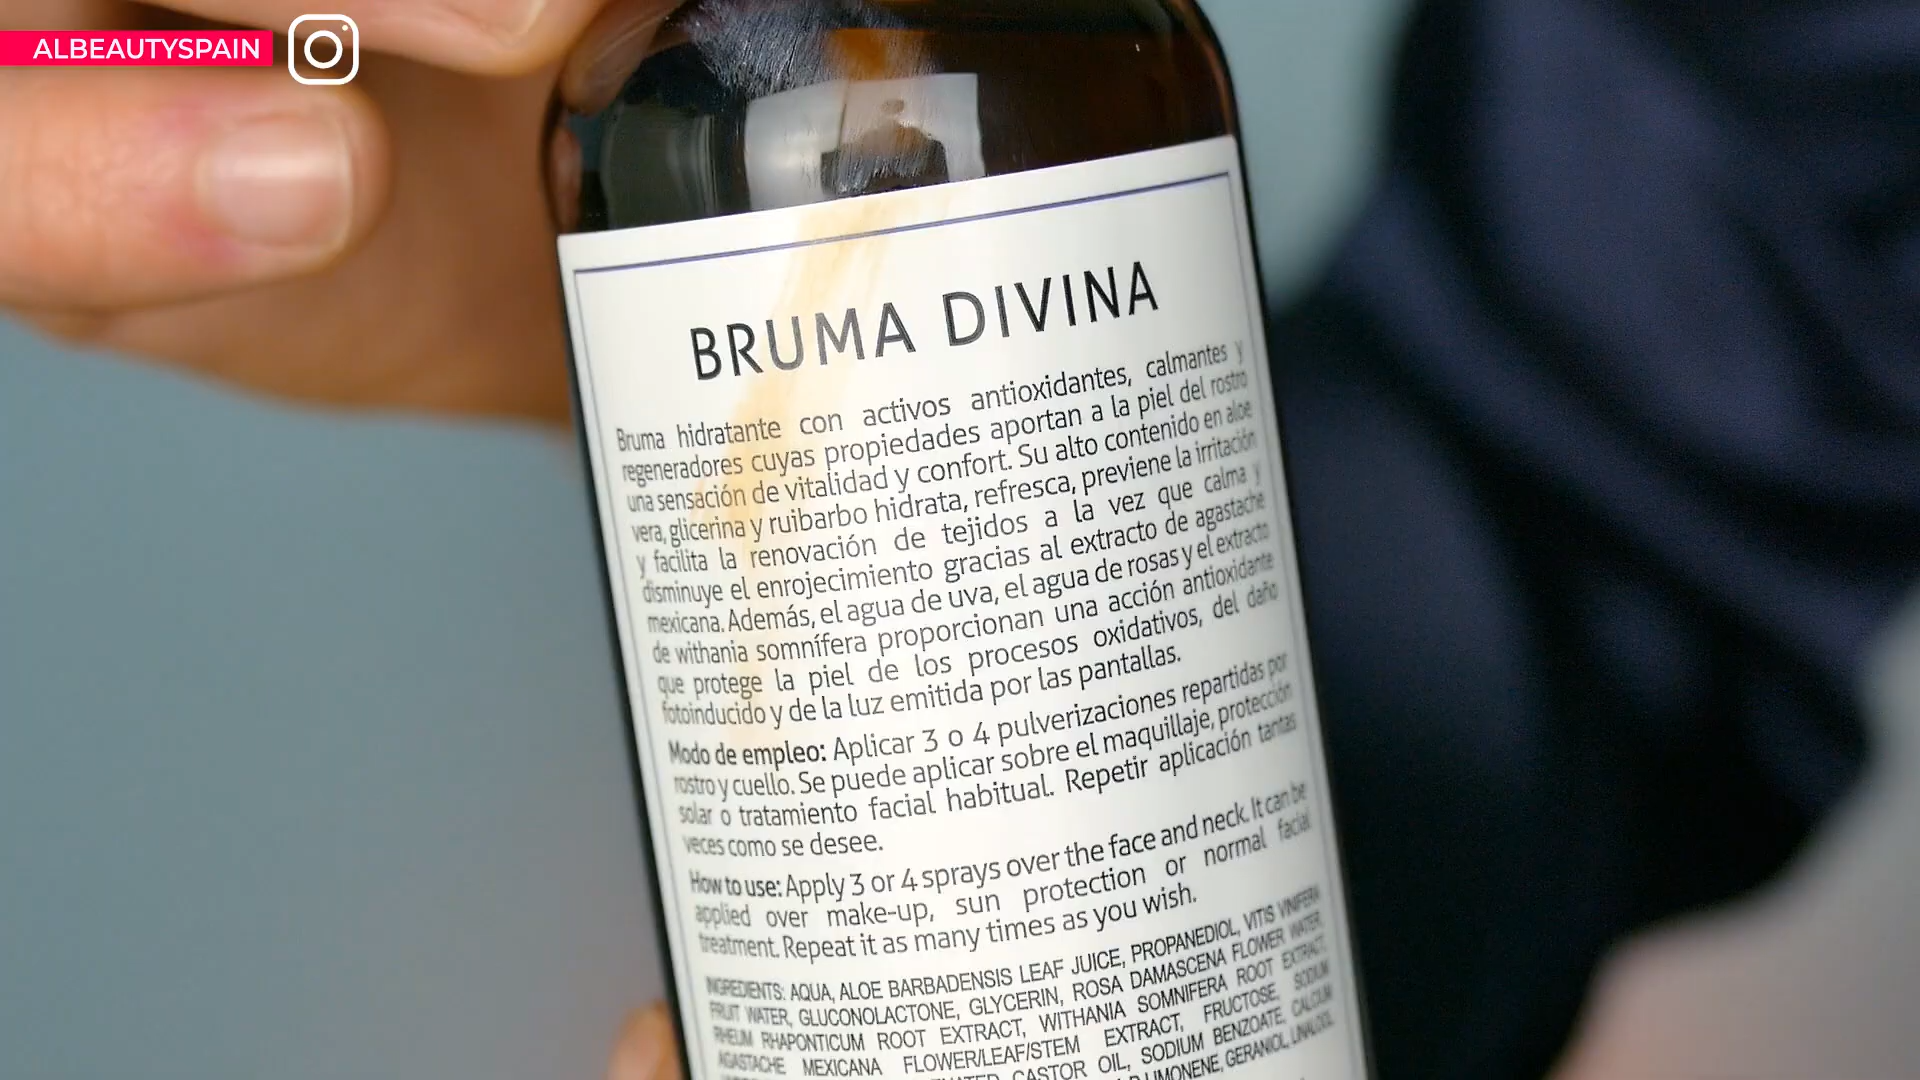 ALBEAUTYSPAIN
BRUMA DIVINA
Bruma hidratante con activos antioxidantes, calmantes y
regeneradores cuyas propiedades aportan a la piel del rostro
una sensación de vitalidad y confort. Su alto contenido en aloe
vera, glicerina y ruibarbo hidrata, refresca, previene la irritación
y facilita la renovación de tejidos a la vez que calma y
disminuye el enrojecimiento gracias al extracto de agastache
mexicana. Además, el agua de uva, el agua de rosas y el extracto
de withania somnífera proporcionan una acción antioxidante
que protege la piel de los procesos oxidativos, del daño
fotoinducido y de la luz emitida por las pantallas.
Modo de empleo: Aplicar 3 o 4 pulverizaciones repartidas por
rostro y cuello. Se puede aplicar sobre el maquillaje, protección
solar o tratamiento facial habitual. Repetir aplicación tantas
veces como se desee.
How to use: Apply 3 or 4 sprays over the face and neck. It can be
applied over make-up, sun protection or normal facial
treatment. Repeat it as many times as you wish.
INGREDIENTS: AQUA, ALOE BARBADENSIS LEAF JUICE, PROPANEDIOL, VITIS VINIFERA
FRUIT WATER, GLUCONOLACTONE, GLYCERIN, ROSA DAMASCENA FLOWER WATER,
RHEUM RHAPONTICUM ROOT EXTRACT, WITHANIA SOMNIFERA ROOT EXTRACT,
AGASTACHE MEXICANA FLOWER/LEAF/STEM EXTRACT, FRUCTOSE, SODIUM
CASTOR OIL, SODIUM BENZOATE, CALCIUM
LIMONENE, GERANIOL, LINALOOL